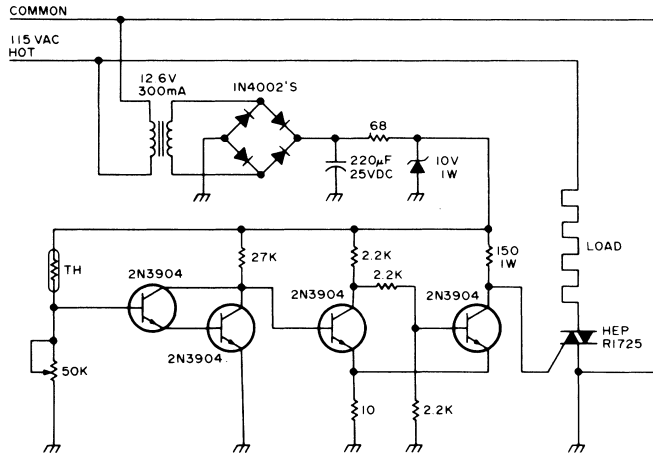 COMMON
115 VAC
HOT
12.6V
300mA
1N4002'S
68
220µF
25VDC
10V
1W
TH
2N3904
2N3904.
27K
2N3904
2.2K
2.2K
2N3904
150
1W
LOAD
HEP
R1725
50K
10
2.2K